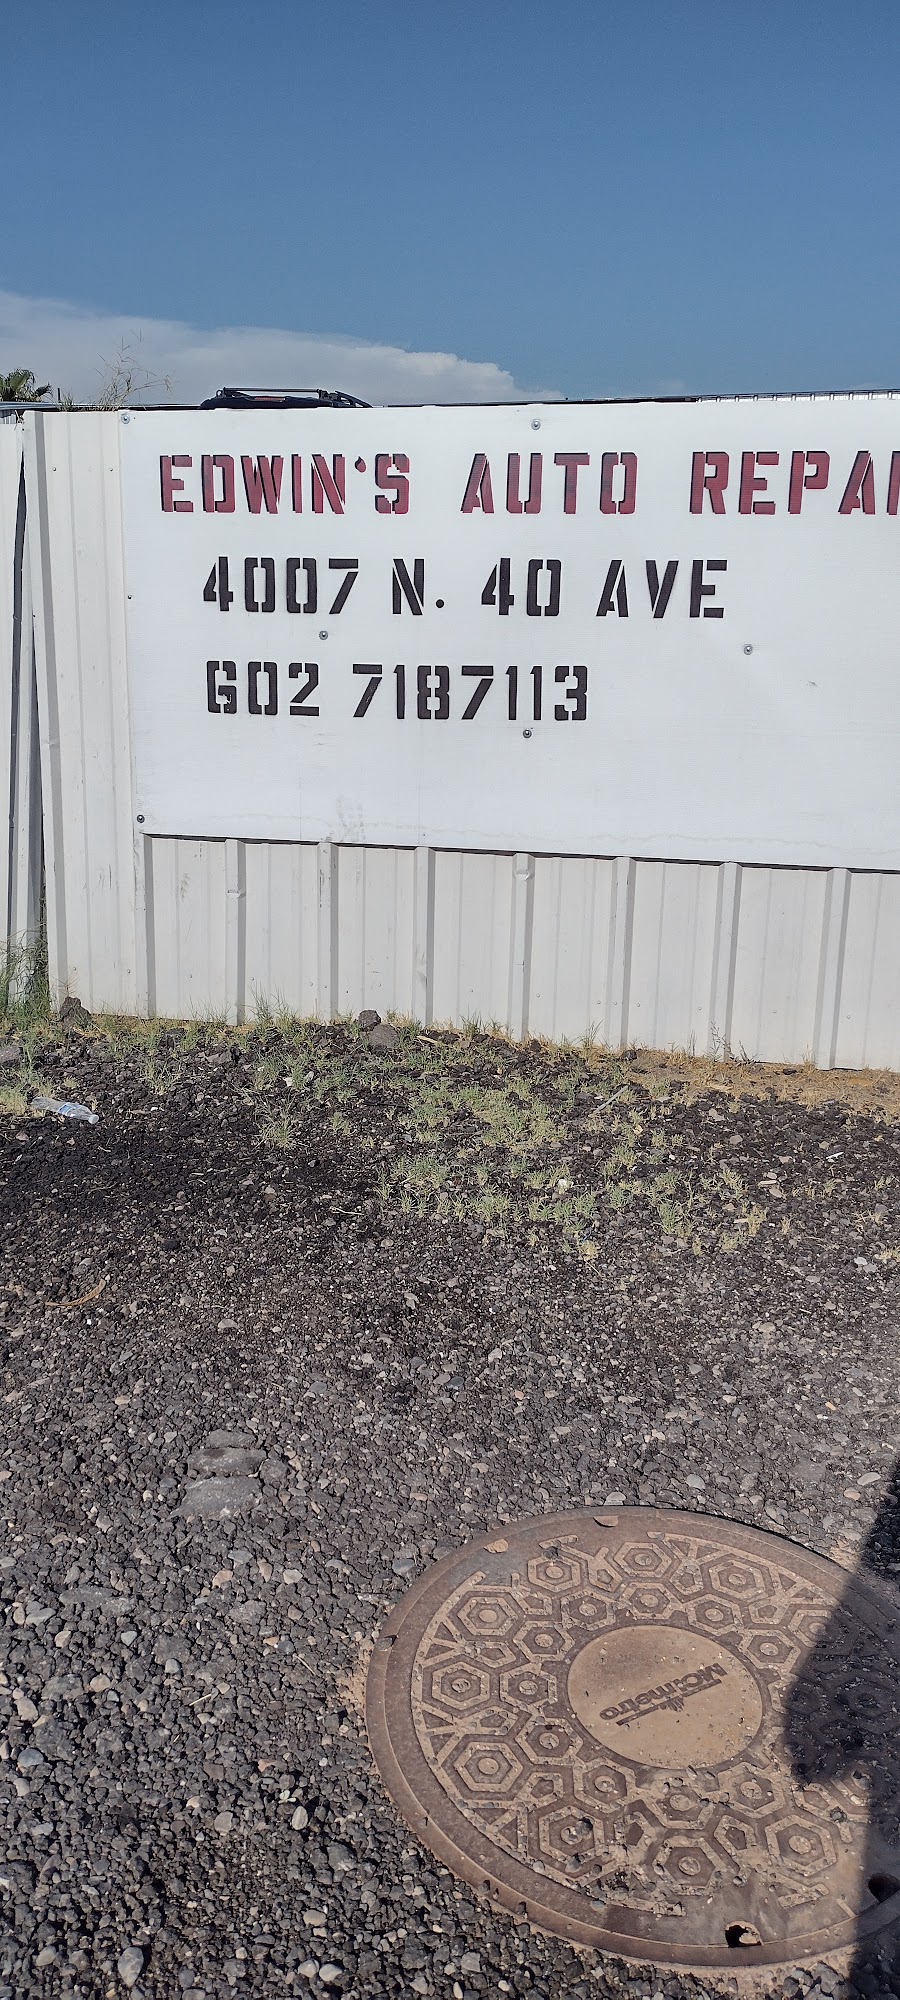 EDWIN'S AUTO REPAI
4007 N. 40 AVE
602 7187113